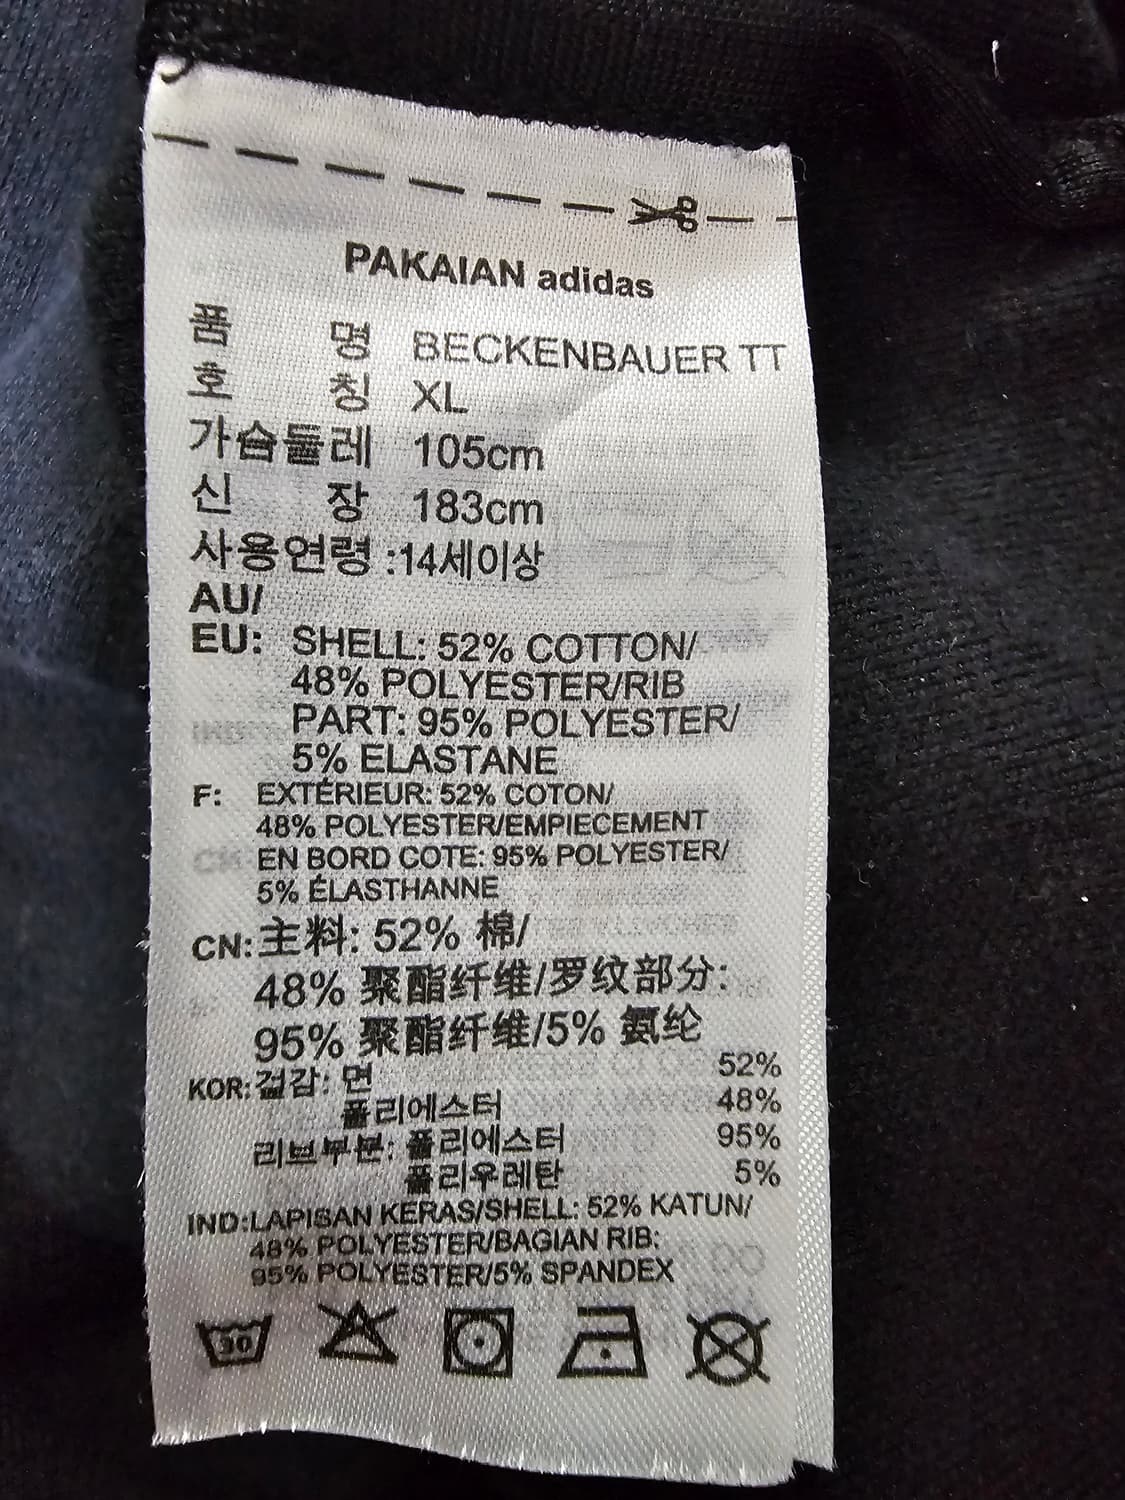 PAKAIAN adidas
품 명 BECKENBAUER TT
호 칭 XL
가슴둘레 105cm
신 장 183cm
사용연령 :14세이상
AU/
EU: SHELL: 52% COTTON/
48% POLYESTER/RIB
PART: 95% POLYESTER/
5% ELASTANE
F: EXTÉRIEUR: 52% COTON/
48% POLYESTER/EMPIECEMENT
EN BORD COTE: 95% POLYESTER/
5% ÉLASTHANNE
CN: 主料: 52% 棉/
48% 聚酯纤维/罗纹部分:
95% 聚酯纤维/5% 氨纶
KOR: 겉감: 면 52%
폴리에스터 48%
리브부분: 폴리에스터 95%
폴리우레탄 5%
IND:LAPISAN KERAS/SHELL: 52% KATUN/
48% POLYESTER/BAGIAN RIB:
95% POLYESTER/5% SPANDEX
30